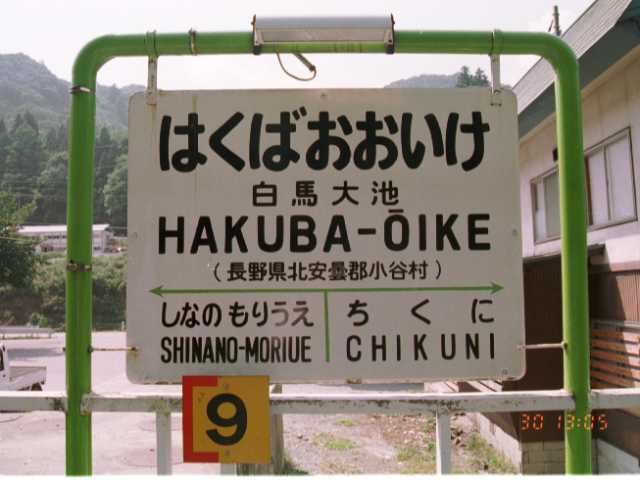 はくばおおいけ
白馬大池
HAKUBA-ŌIKE
(長野県北安曇郡小谷村)
しなのもりうえ ちくに
SHINANO-MORIUE CHIKUNI
9
30 13:05